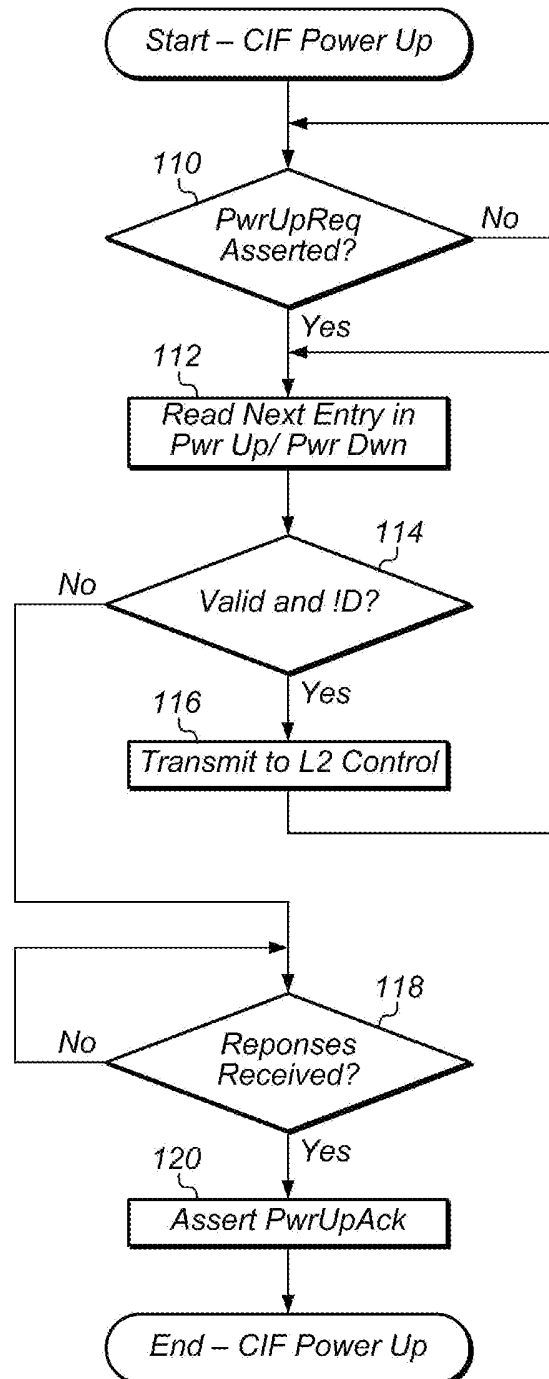 Start – CIF Power Up
110
PwrUpReq
Asserted?
No
Yes
112
Read Next Entry in
Pwr Up/ Pwr Dwn
114
No
Valid and !D?
Yes
116
Transmit to L2 Control
118
No
Reponses
Received?
Yes
120
Assert PwrUpAck
End – CIF Power Up